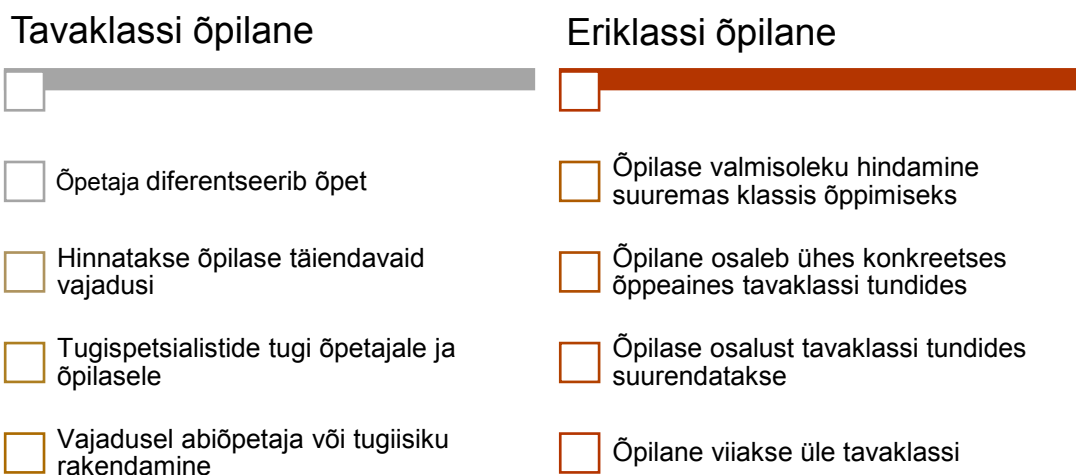 Tavaklassi õpilane
Õpetaja diferentseerib õpet
Hinnatakse õpilase täiendavaid
vajadusi
Tugispetsialistide tugi õpetajale ja
õpilasele
Vajadusel abiõpetaja või tugiisiku
rakendamine
Eriklassi õpilane
Õpilase valmisoleku hindamine
suuremas klassis õppimiseks
Õpilane osaleb ühes konkreetses
õppeaines tavaklassi tundides
Õpilase osalust tavaklassi tundides
suurendatakse
Õpilane viiakse üle tavaklassi